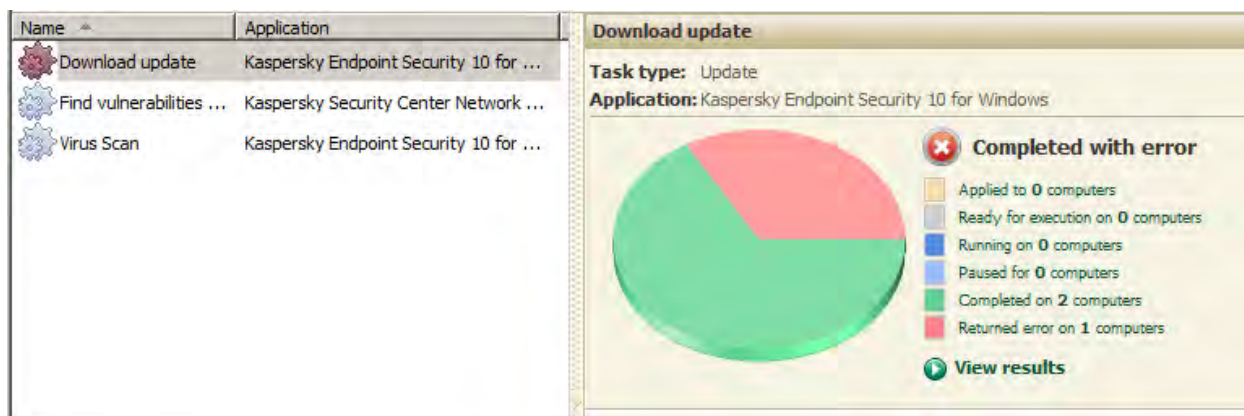 Name Application
Download update Kaspersky Endpoint Security 10 for ...
Find vulnerabilities ... Kaspersky Security Center Network ...
Virus Scan Kaspersky Endpoint Security 10 for ...
Download update
Task type: Update
Application: Kaspersky Endpoint Security 10 for Windows
Completed with error
Applied to 0 computers
Ready for execution on 0 computers
Running on 0 computers
Paused for 0 computers
Completed on 2 computers
Returned error on 1 computers
View results